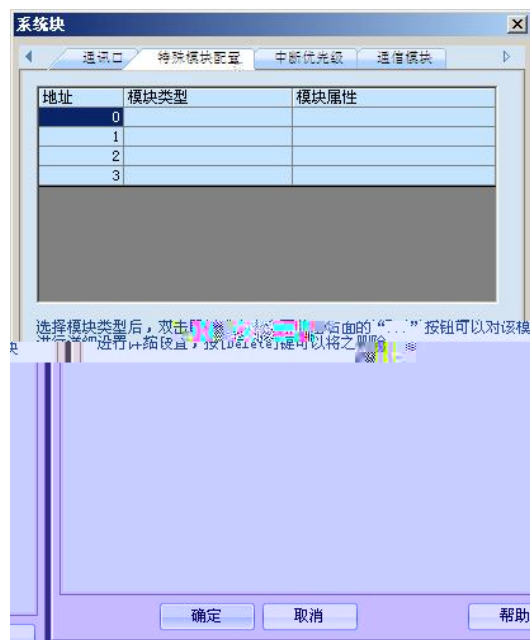 系统块
通讯口 特殊模块配置 中断优先级 通信模块
地址 模块类型 模块属性
0
1
2
3
选择模块类型后，双击 后面的“...”按钮可以对该模
块 进行详细设置，按[Delete]键可以将之删除
确定 取消 帮助